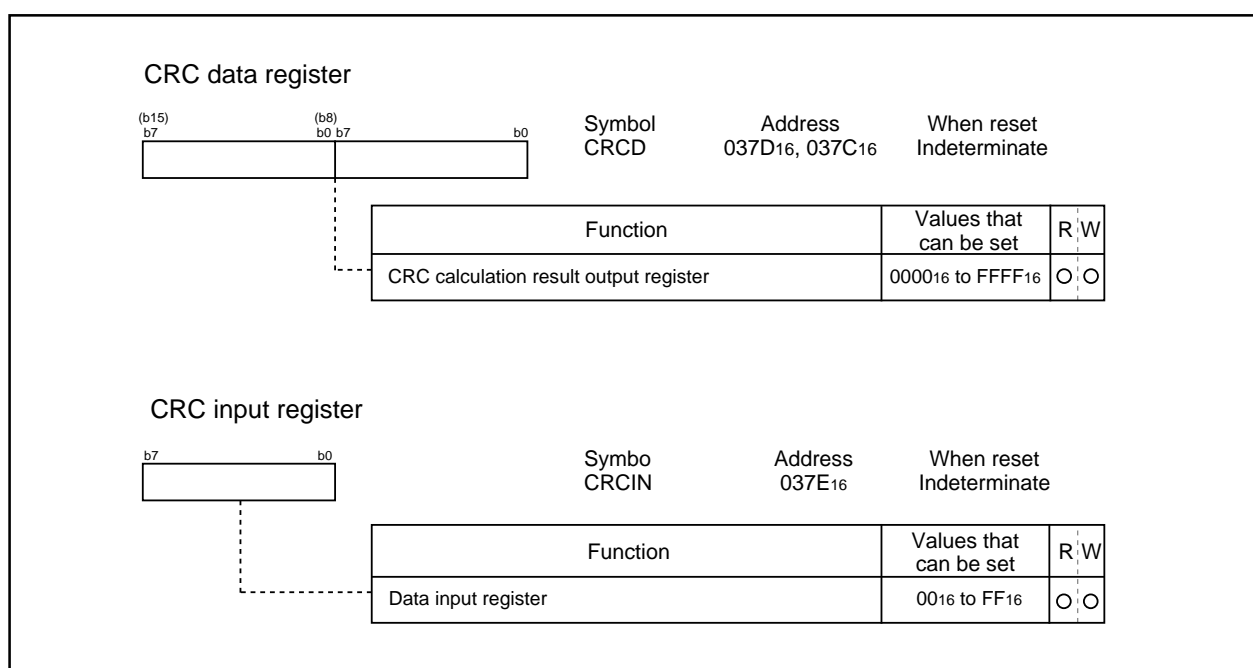 CRC data register
(b15) (b8)
b7 b0 b7 b0
Symbol Address When reset
CRCD 037D16, 037C16 Indeterminate
Function Values that can be set R W
CRC calculation result output register 000016 to FFFF16 O O
CRC input register
b7 b0
Symbo Address When reset
CRCIN 037E16 Indeterminate
Function Values that can be set R W
Data input register 0016 to FF16 O O